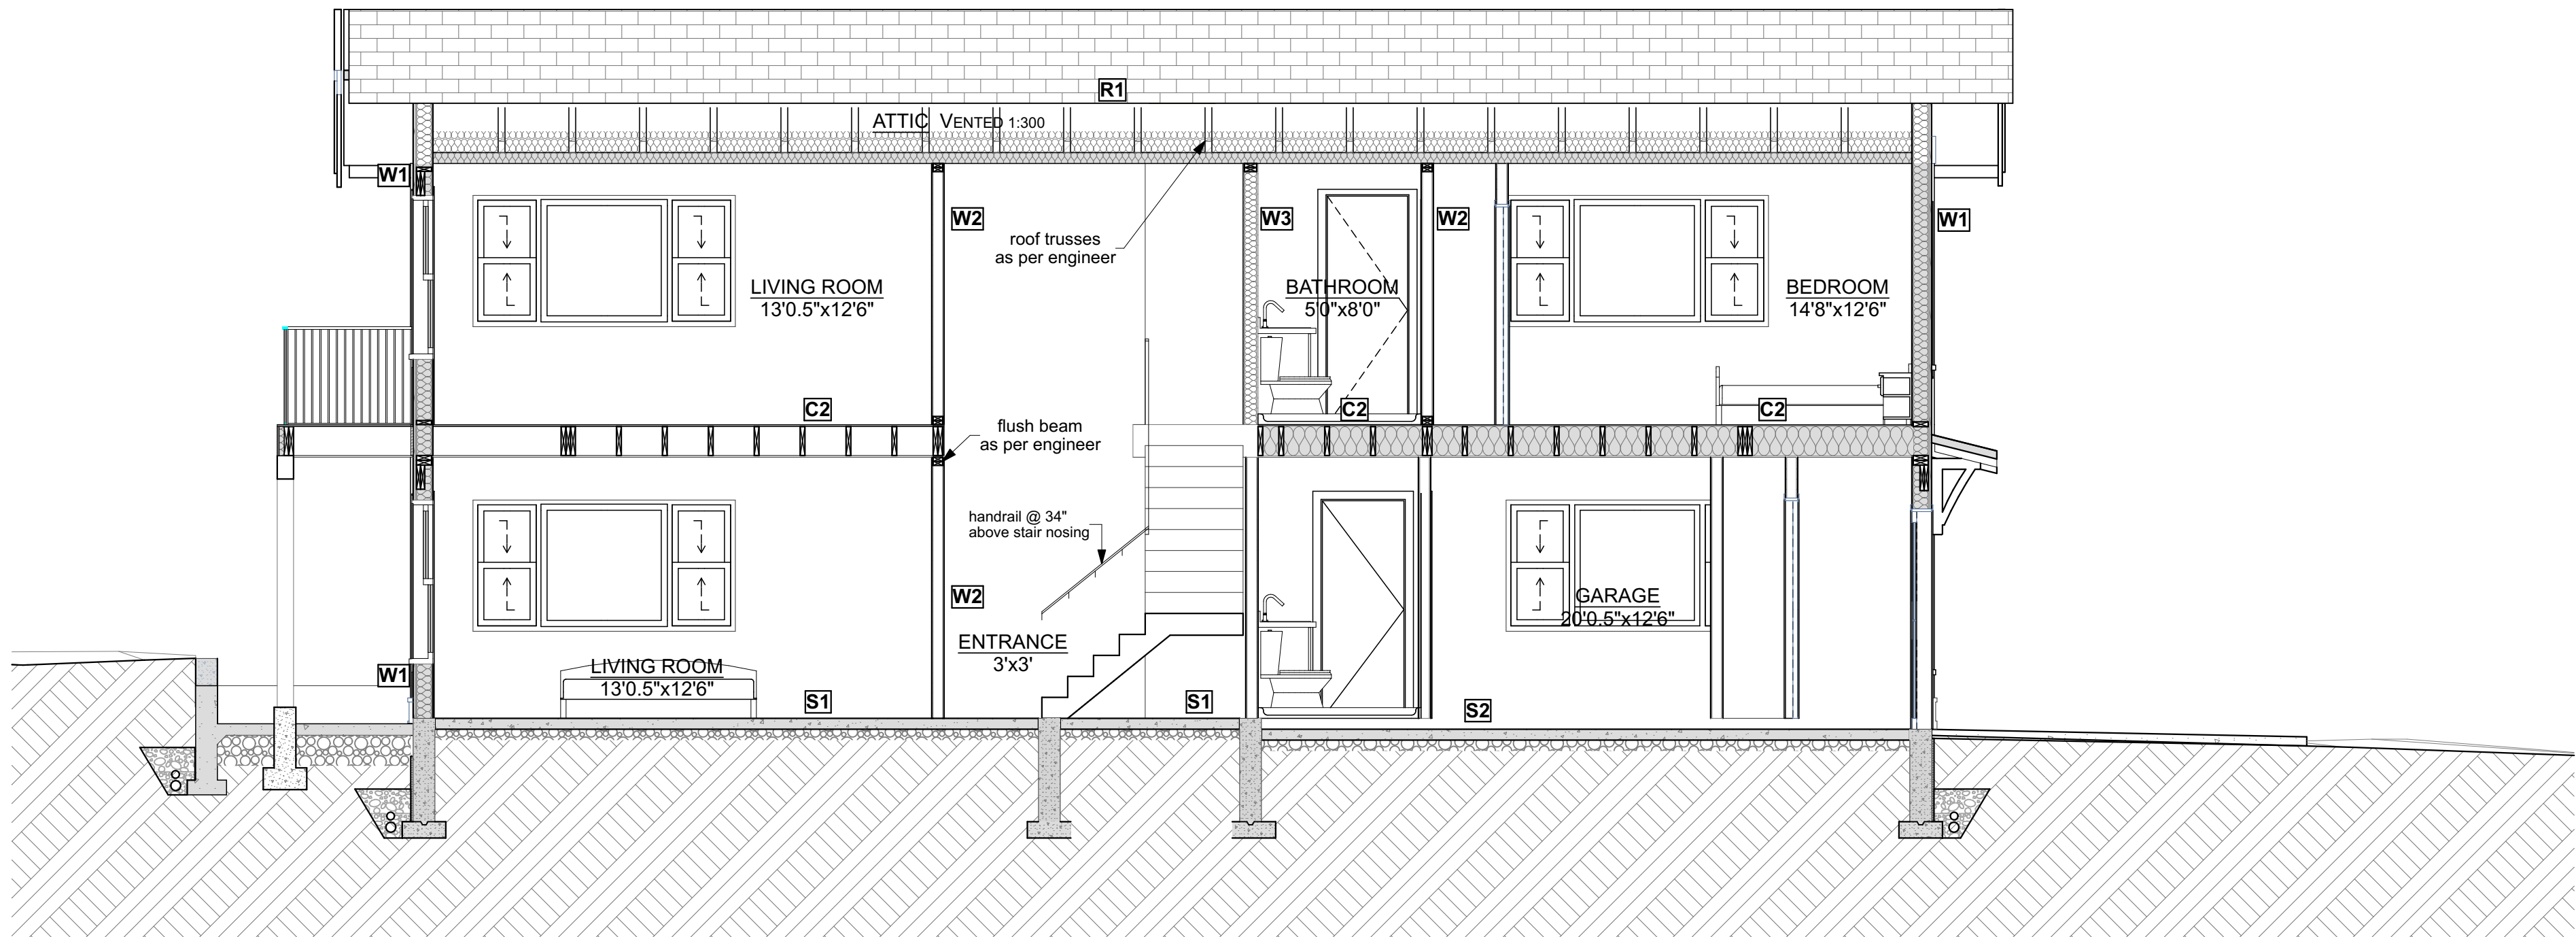 R1
ATTIC VENTED 1:300
W1
W2
W3
W2
W1
roof trusses
as per engineer
LIVING ROOM
13'0.5"x12'6"
BATHROOM
5'0"x8'0"
BEDROOM
14'8"x12'6"
C2
C2
C2
flush beam
as per engineer
handrail @ 34"
above stair nosing
W2
GARAGE
20'0.5"x12'6"
ENTRANCE
3'x3'
LIVING ROOM
13'0.5"x12'6"
W1
S1
S1
S2